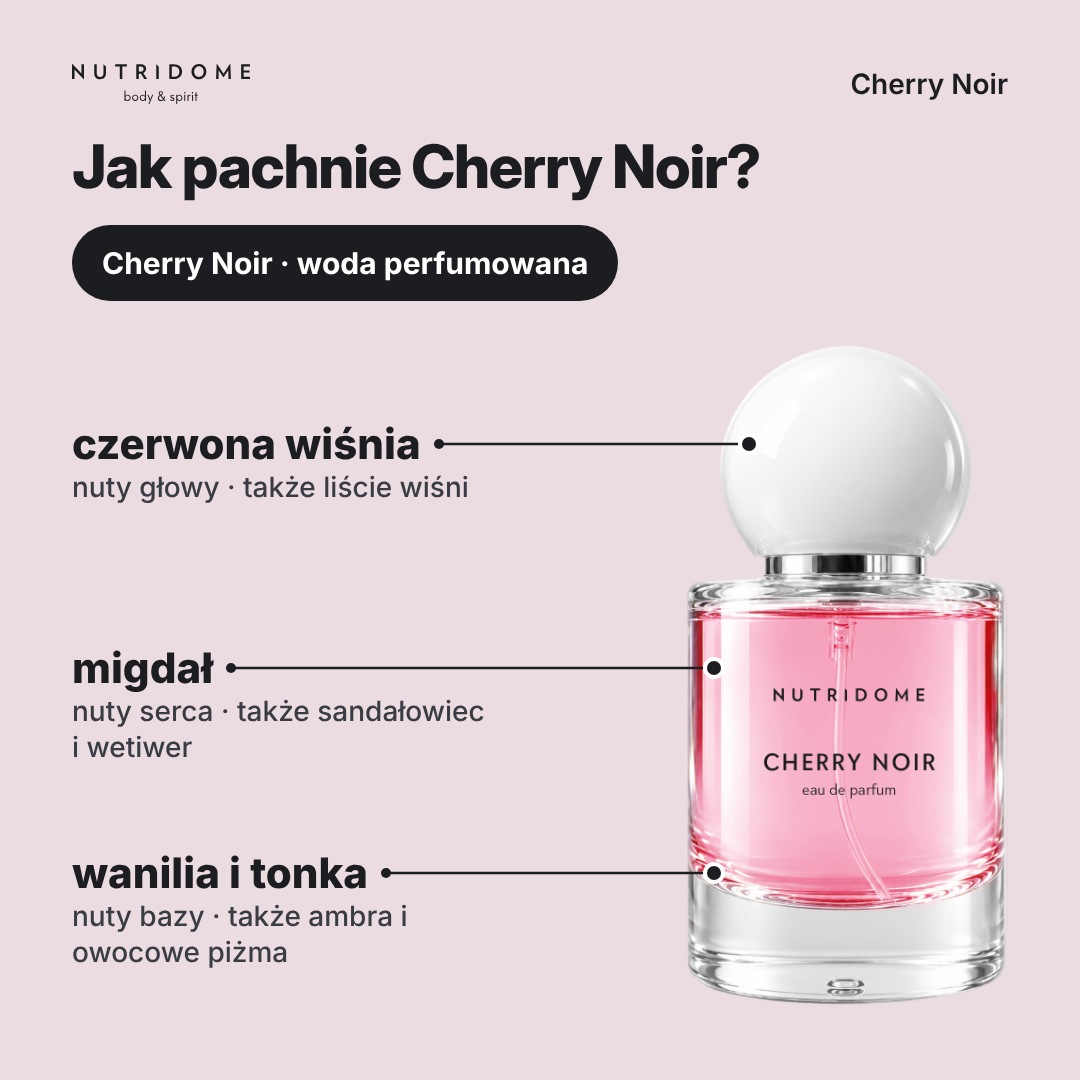 NUTRIDOME
body & spirit
Cherry Noir
Jak pachnie Cherry Noir?
Cherry Noir · woda perfumowana
czerwona wiśnia
nuty głowy · także liście wiśni
migdał
nuty serca · także sandałowiec
i wetiwer
wanilia i tonka
nuty bazy · także ambra i
owocowe piżma
NUTRIDOME
CHERRY NOIR
eau de parfum